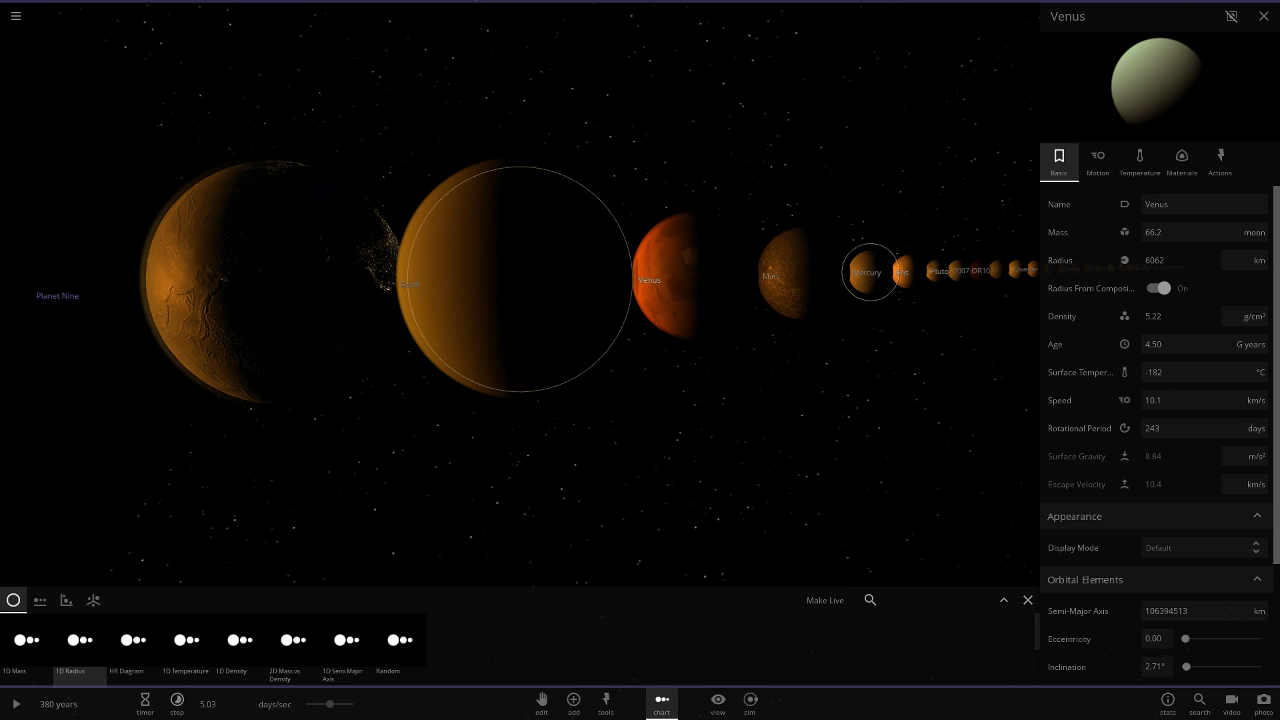 Venus
Planet Nine
Venus
Mars
Mercury
Eris
Pluto
2007 OR10
Quaoar
Basic
Motion
Temperature
Materials
Actions
Name
Venus
Mass
66.2
moon
Radius
6062
km
Radius From Composi...
On
Density
5.22
g/cm³
Age
4.50
G years
Surface Temper...
-182
°C
Speed
10.1
km/s
Rotational Period
243
days
Surface Gravity
8.84
m/s²
Escape Velocity
10.4
km/s
Appearance
Display Mode
Default
Orbital Elements
Semi-Major Axis
106394513
km
Eccentricity
0.00
Inclination
2.71°
Make Live
1D Mass
1D Radius
HR Diagram
1D Temperature
1D Density
2D Mass vs
Density
1D Semi Major
Axis
Random
380 years
timer
step
5.03
days/sec
edit
add
tools
chart
view
sim
stats
search
video
photo